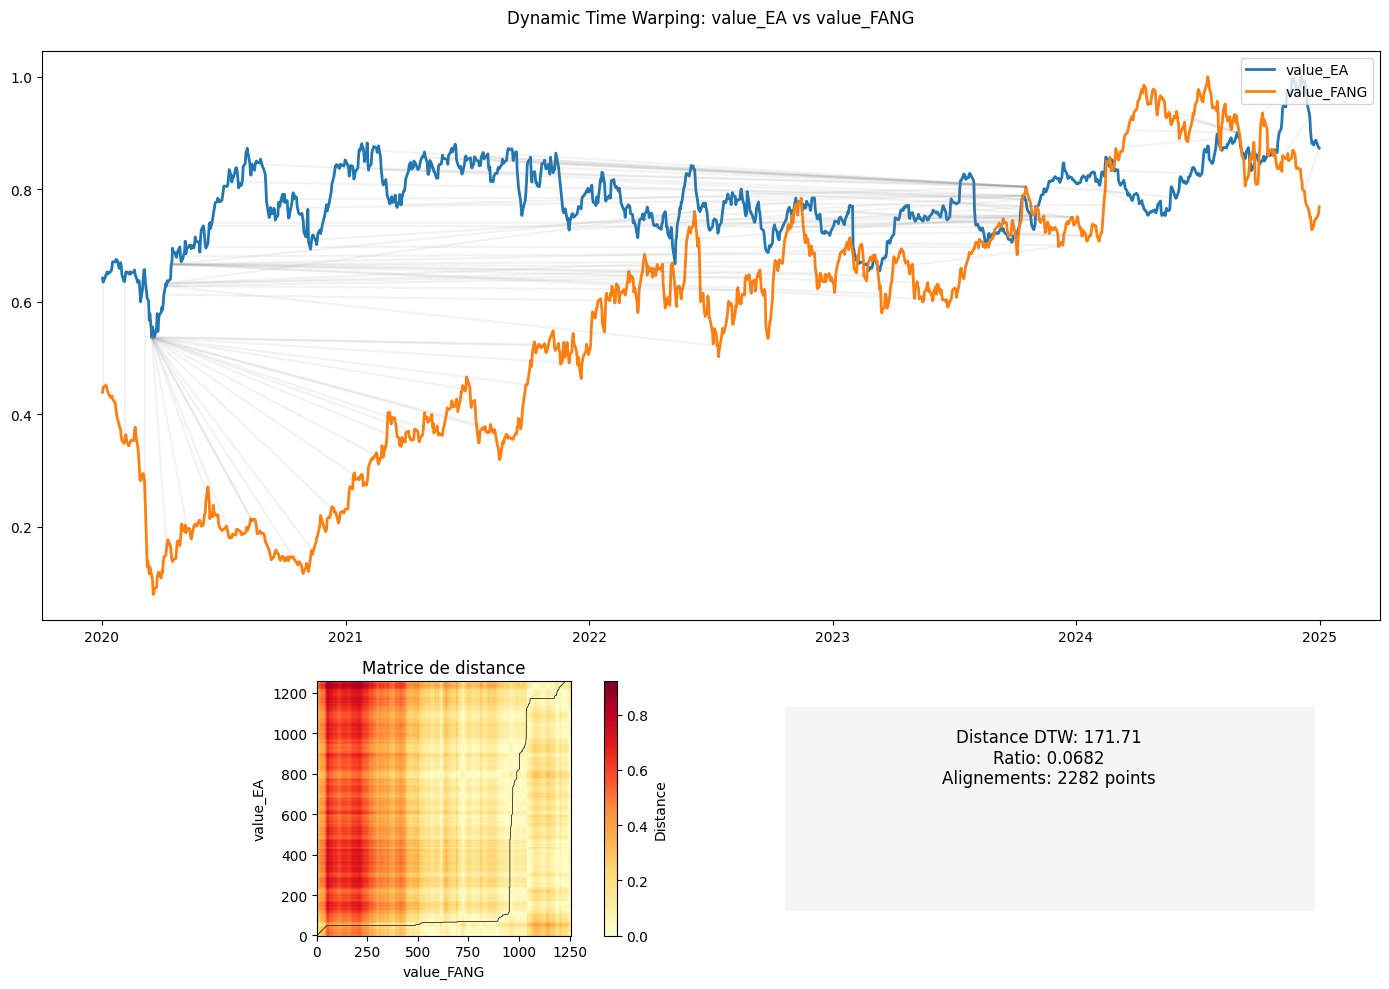 Dynamic Time Warping: value_EA vs value_FANG
value_EA
value_FANG
1.0
0.8
0.6
0.4
0.2
2020 2021 2022 2023 2024 2025
Matrice de distance
value_EA
1200
1000
800
600
400
200
0
0 250 500 750 1000 1250
value_FANG
0.8
0.6
0.4
0.2
0.0
Distance
Distance DTW: 171.71
Ratio: 0.0682
Alignements: 2282 points